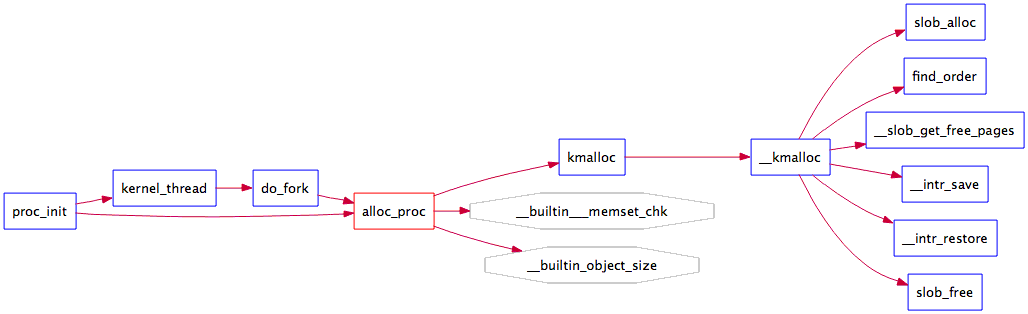 proc_init
kernel_thread
do_fork
alloc_proc
kmalloc
__builtin___memset_chk
__builtin_object_size
__kmalloc
slob_alloc
find_order
__slob_get_free_pages
__intr_save
__intr_restore
slob_free